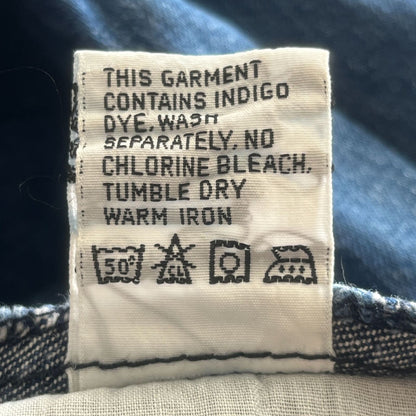 THIS GARMENT
CONTAINS INDIGO
DYE, WASH
SEPARATELY, NO
CHLORINE BLEACH,
TUMBLE DRY
WARM IRON
50° CL